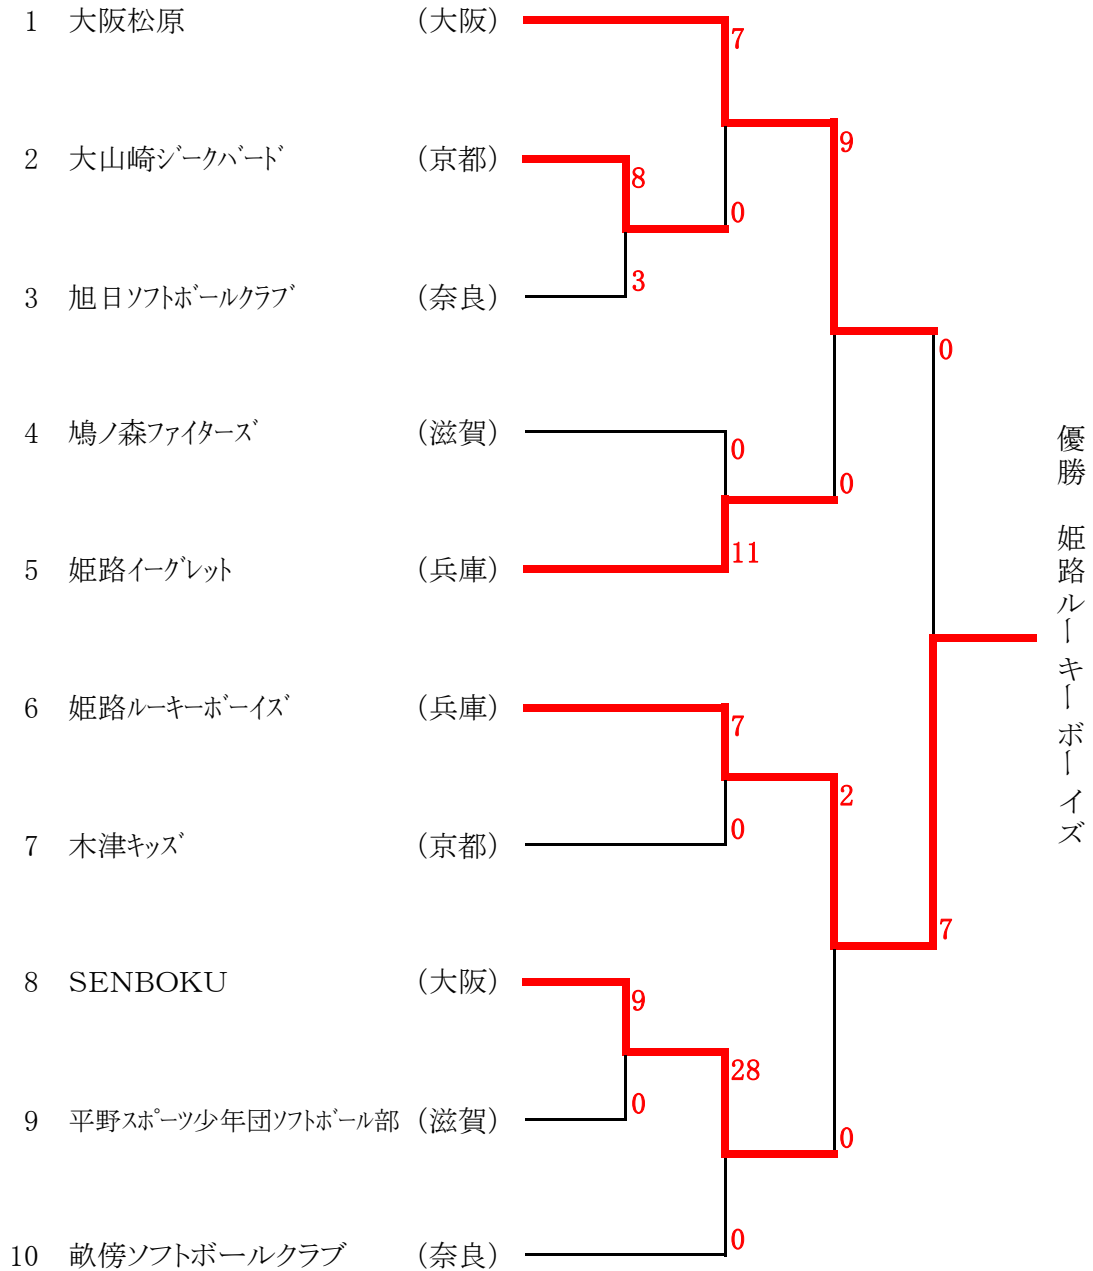 1 大阪松原 （大阪）
7
9
2 大山崎ジークバード （京都）
8
0
3 旭日ソフトボールクラブ （奈良）
3
0
4 鳩ノ森ファイターズ （滋賀）
0
0
5 姫路イーグレット （兵庫）
11
優勝 姫路ルーキーボーイズ
6 姫路ルーキーボーイズ （兵庫）
7
2
7 木津キッズ （京都）
0
7
8 SENBOKU （大阪）
9
28
9 平野スポーツ少年団ソフトボール部 （滋賀）
0
0
10 畝傍ソフトボールクラブ （奈良）
0